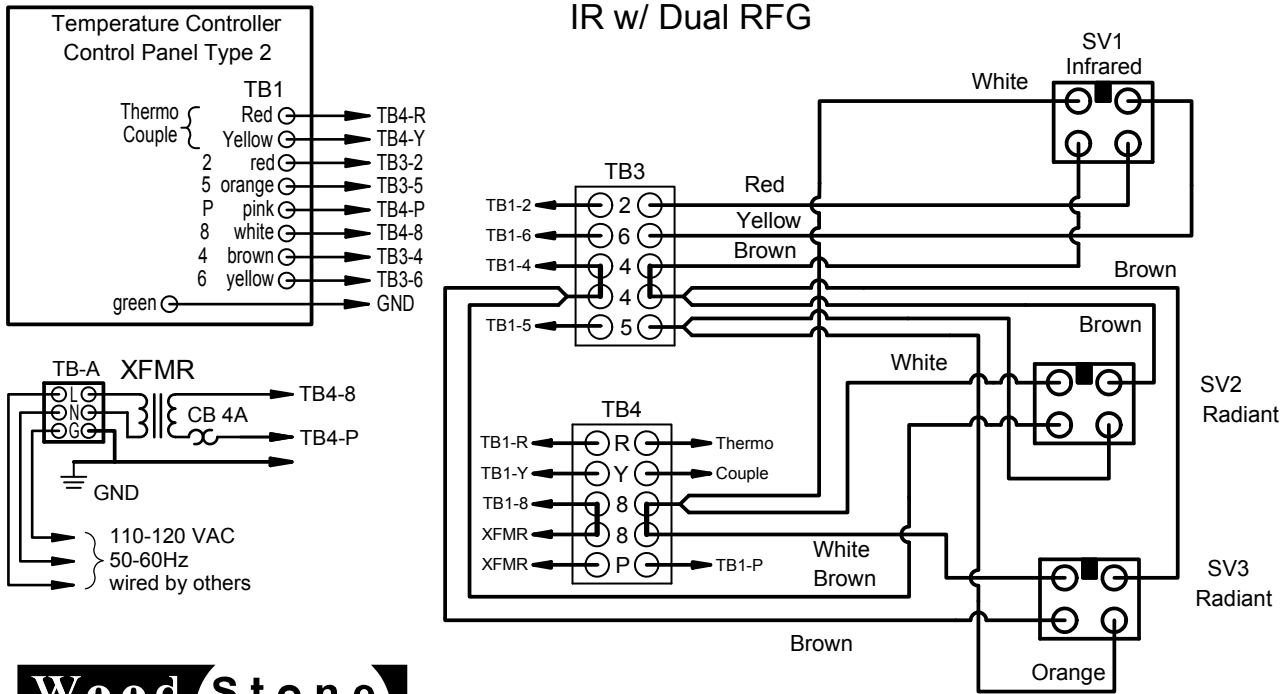 IR w/ Dual RFG
Temperature Controller
Control Panel Type 2
TB1
Thermo
Couple
Red TB4-R
Yellow TB4-Y
2 red TB3-2
5 orange TB3-5
P pink TB4-P
8 white TB4-8
4 brown TB3-4
6 yellow TB3-6
green GND
TB-A XFMR
L
N
G
CB 4A
TB4-8
TB4-P
GND
110-120 VAC
50-60Hz
wired by others
SV1
Infrared
White
TB3
TB1-2 2 Red
TB1-6 6 Yellow
TB1-4 4 Brown
4
TB1-5 5
Brown
Brown
White
SV2
Radiant
TB4
TB1-R R Thermo
TB1-Y Y Couple
TB1-8 8
XFMR 8
XFMR P TB1-P
White
Brown
SV3
Radiant
Brown
Orange
Wood Stone